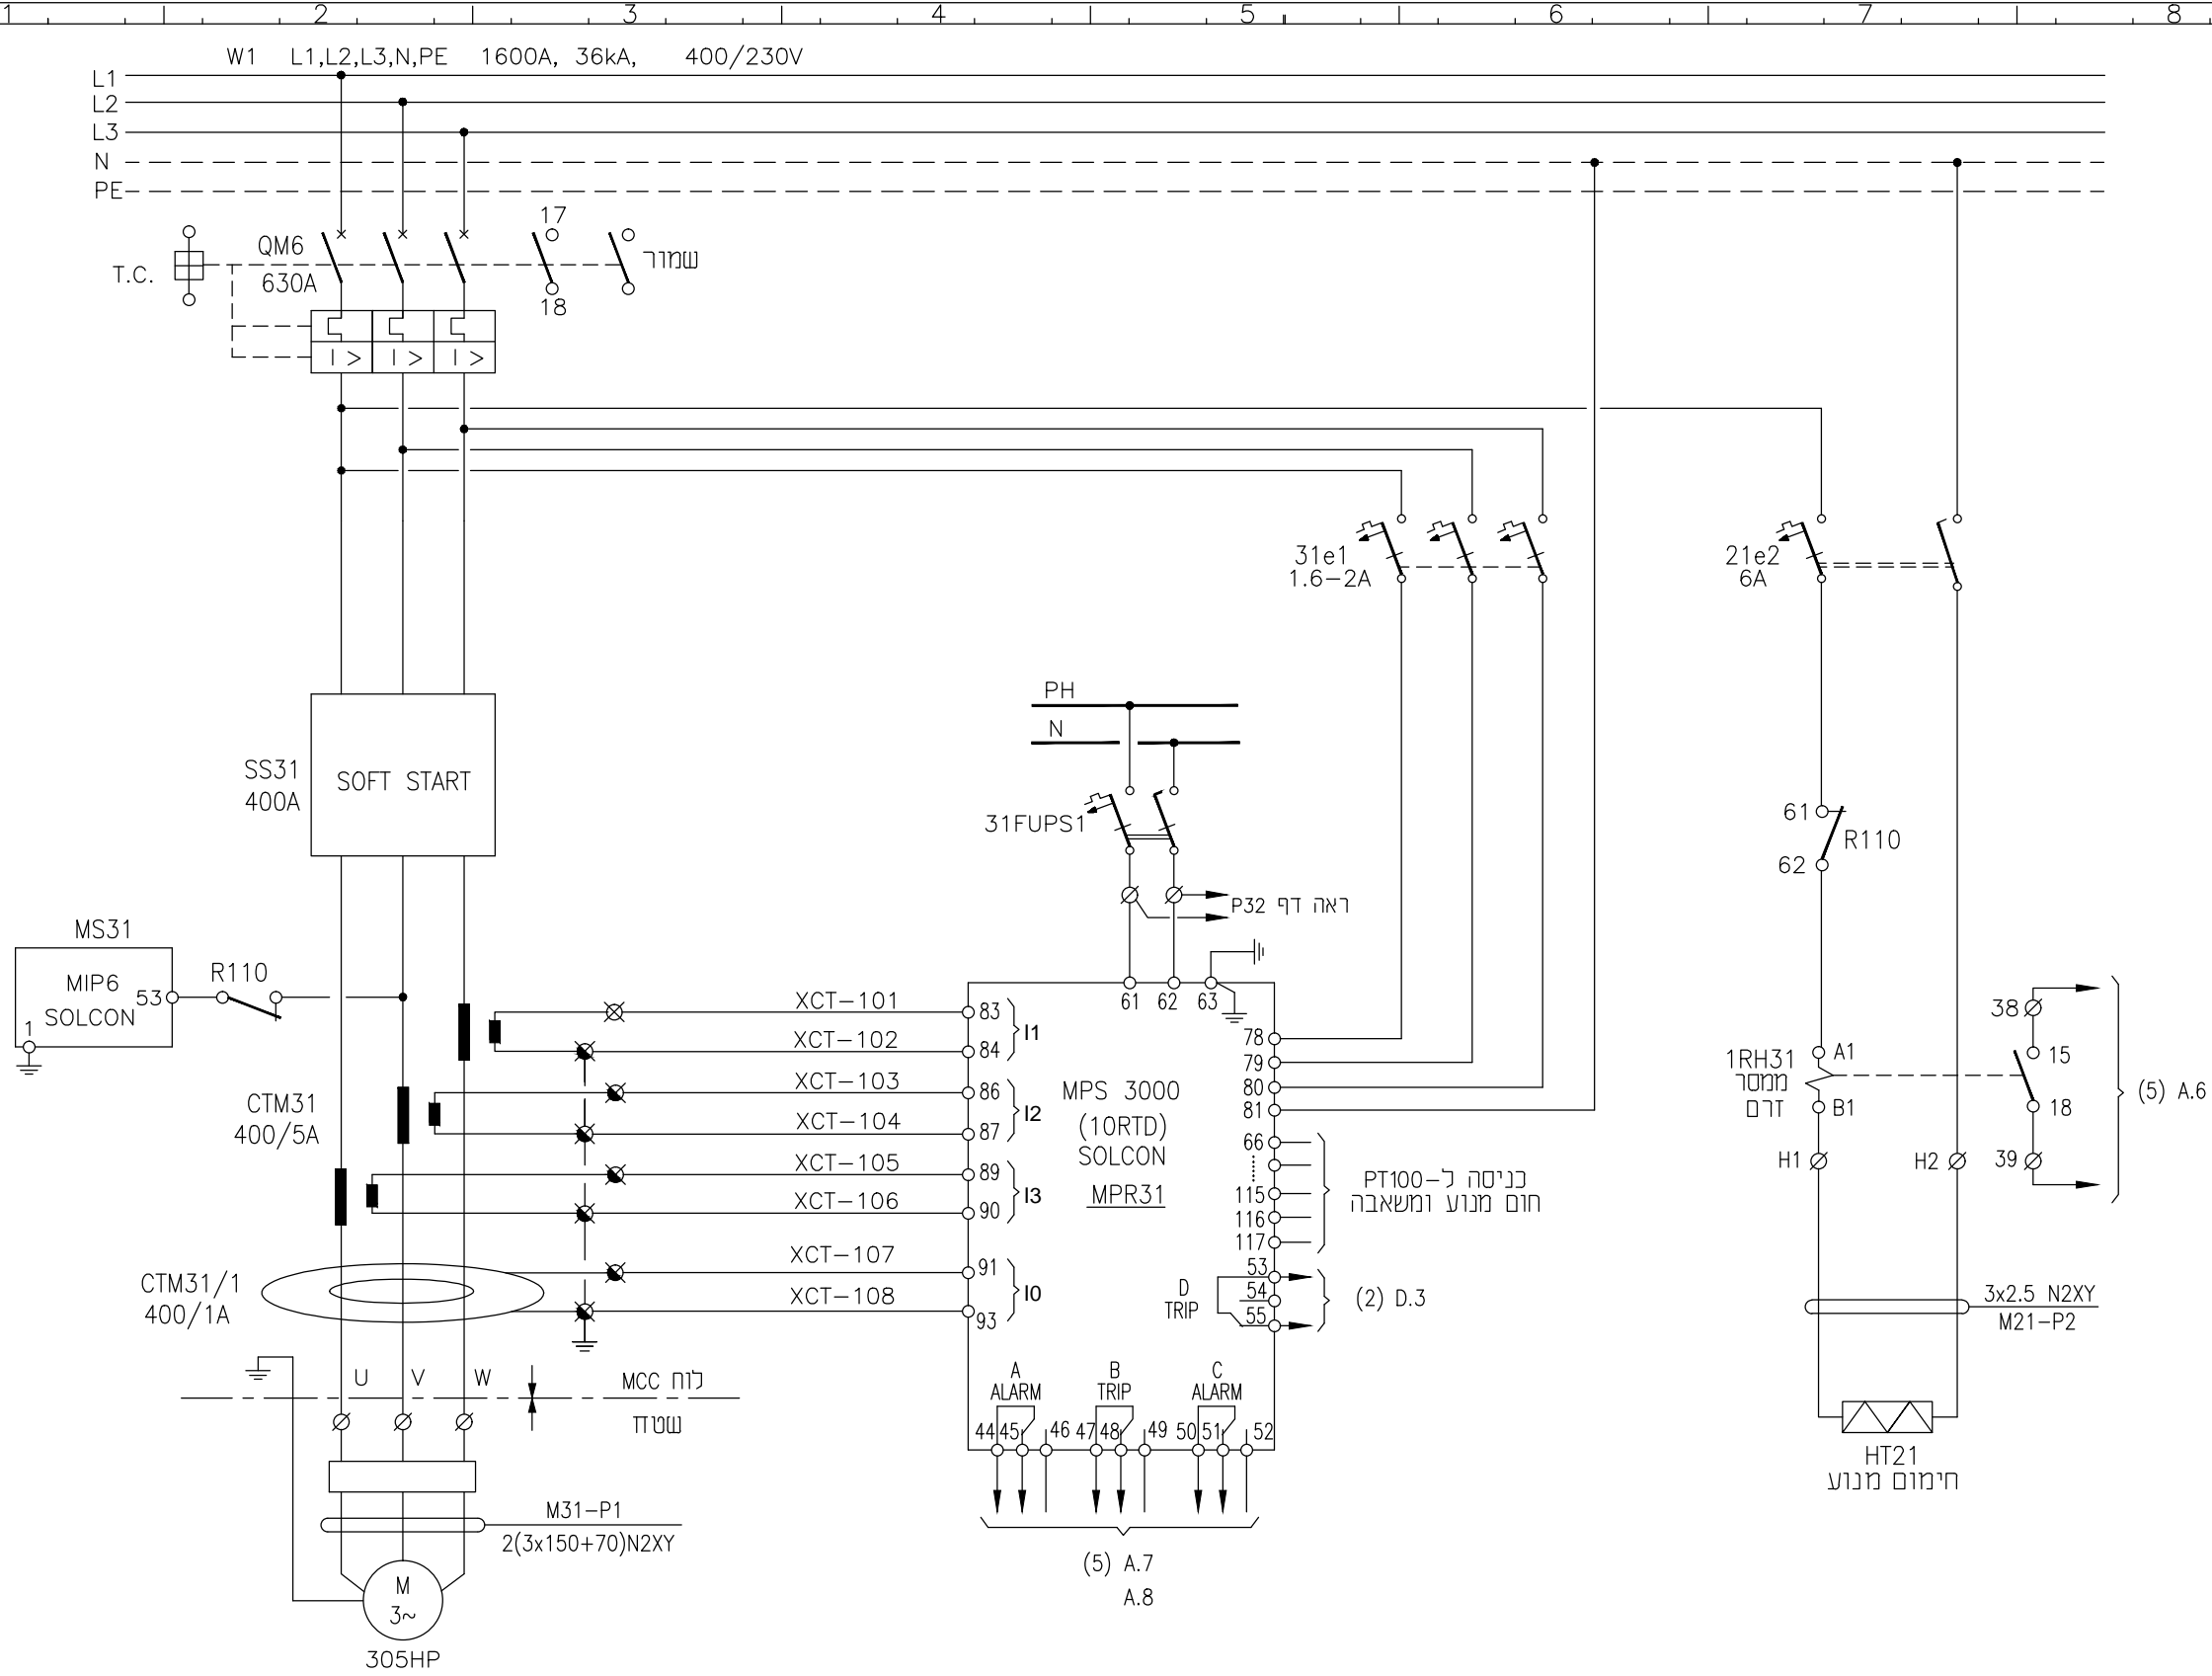 1 2 3 4 5 6 7 8
W1 L1,L2,L3,N,PE 1600A, 36kA, 400/230V
L1
L2
L3
N
PE
T.C.
QM6
630A
17
18
שמור
I > I > I >
31e1
1.6-2A
21e2
6A
PH
N
31FUPS1
ראה דף P32
SS31
400A
SOFT START
61
62
R110
MS31
MIP6
SOLCON
53
1
R110
XCT-101
XCT-102
XCT-103
XCT-104
XCT-105
XCT-106
XCT-107
XCT-108
CTM31
400/5A
CTM31/1
400/1A
83
84
I1
86
87
I2
89
90
I3
91
93
I0
61 62 63
MPS 3000
(10RTD)
SOLCON
MPR31
78
79
80
81
66
115
116
117
כניסה ל-PT100
חום מנוע ומשאבה
D
TRIP
53
54
55
(2) D.3
A
ALARM
B
TRIP
C
ALARM
44 45 46 47 48 49 50 51 52
(5) A.7
A.8
1RH31
ממסר
זרם
A1
B1
H1
H2
38
15
18
39
(5) A.6
3x2.5 N2XY
M21-P2
HT21
חימום מנוע
U V W
לוח MCC
שטח
M31-P1
2(3x150+70)N2XY
M
3~
305HP